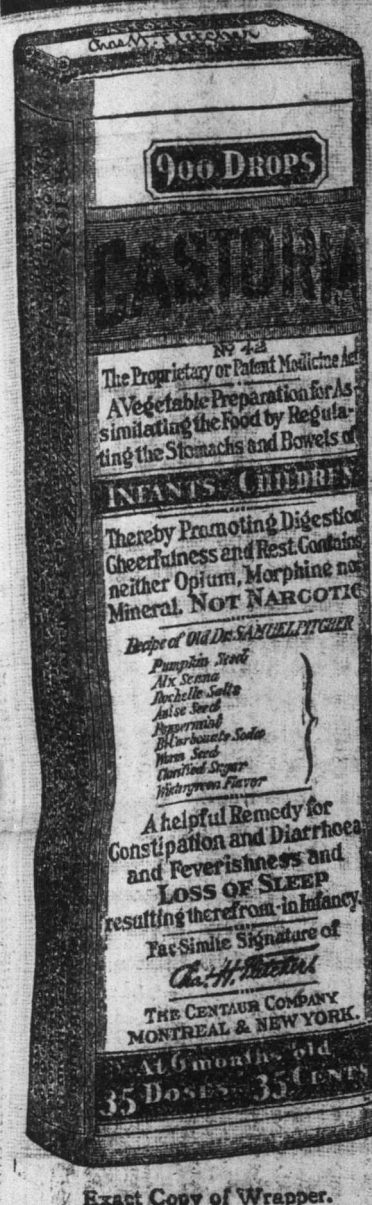 Chas H. Fletcher
900 DROPS
CASTORIA
No 42
The Proprietary or Patent Medicine Act
A Vegetable Preparation for As-
similating the Food by Regula-
ting the Stomachs and Bowels of
INFANTS CHILDREN
Thereby Promoting Digestion
Cheerfulness and Rest. Contains
neither Opium, Morphine nor
Mineral. NOT NARCOTIC
Recipe of Old Dr. SAMUEL PITCHER
Pumpkin Seed
Alx Senna
Rochelle Salts
Anise Seed
Peppermint
Bi Carbonate Soda
Worm Seed
Clarified Sugar
Wintergreen Flavor
A helpful Remedy for
Constipation and Diarrhoea
and Feverishness and
LOSS OF SLEEP
resulting therefrom-in Infancy.
Fac-Simile Signature of
Chas H. Fletcher.
THE CENTAUR COMPANY
MONTREAL & NEW YORK.
At 6 months old
35 DOSES 35 CENTS
Exact Copy of Wrapper.